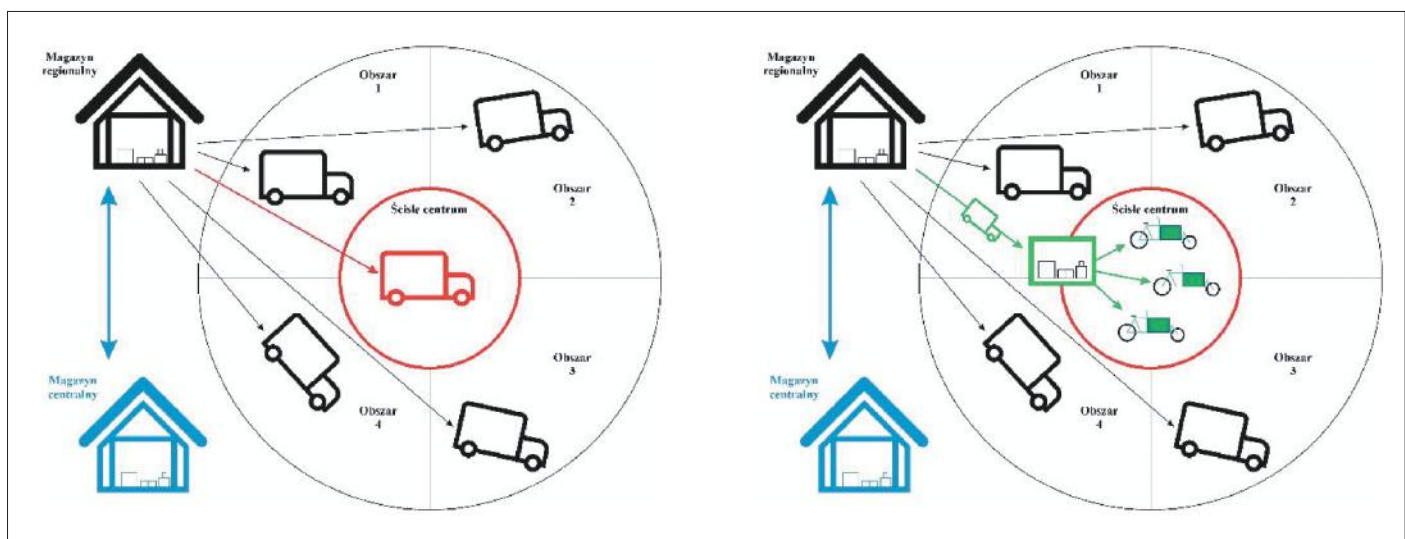 Magazyn
regionalny
Obszar
1
Obszar
2
Ścisłe centrum
Obszar
3
Obszar
4
Magazyn
centralny
Magazyn
regionalny
Obszar
1
Obszar
2
Ścisłe centrum
Obszar
3
Obszar
4
Magazyn
centralny